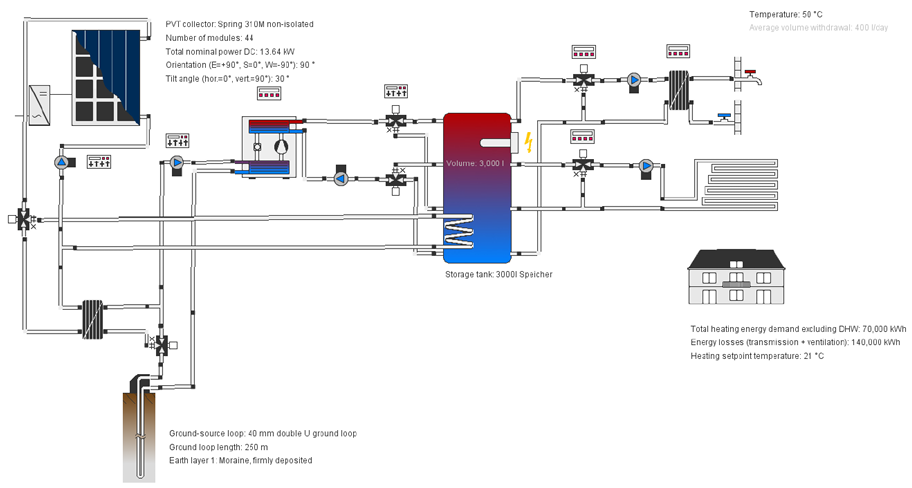 PVT collector: Spring 310M non-isolated
Number of modules: 44
Total nominal power DC: 13.64 kW
Orientation (E=+90°, S=0°, W=-90°): 90 °
Tilt angle (hor.=0°, vert.=90°): 30 °
Temperature: 50 °C
Average volume withdrawal: 400 l/day
Volume: 3,000 l
Storage tank: 3000l Speicher
Total heating energy demand excluding DHW: 70,000 kWh
Energy losses (transmission + ventilation): 140,000 kWh
Heating setpoint temperature: 21 °C
Ground-source loop: 40 mm double U ground loop
Ground loop length: 250 m
Earth layer 1: Moraine, firmly deposited